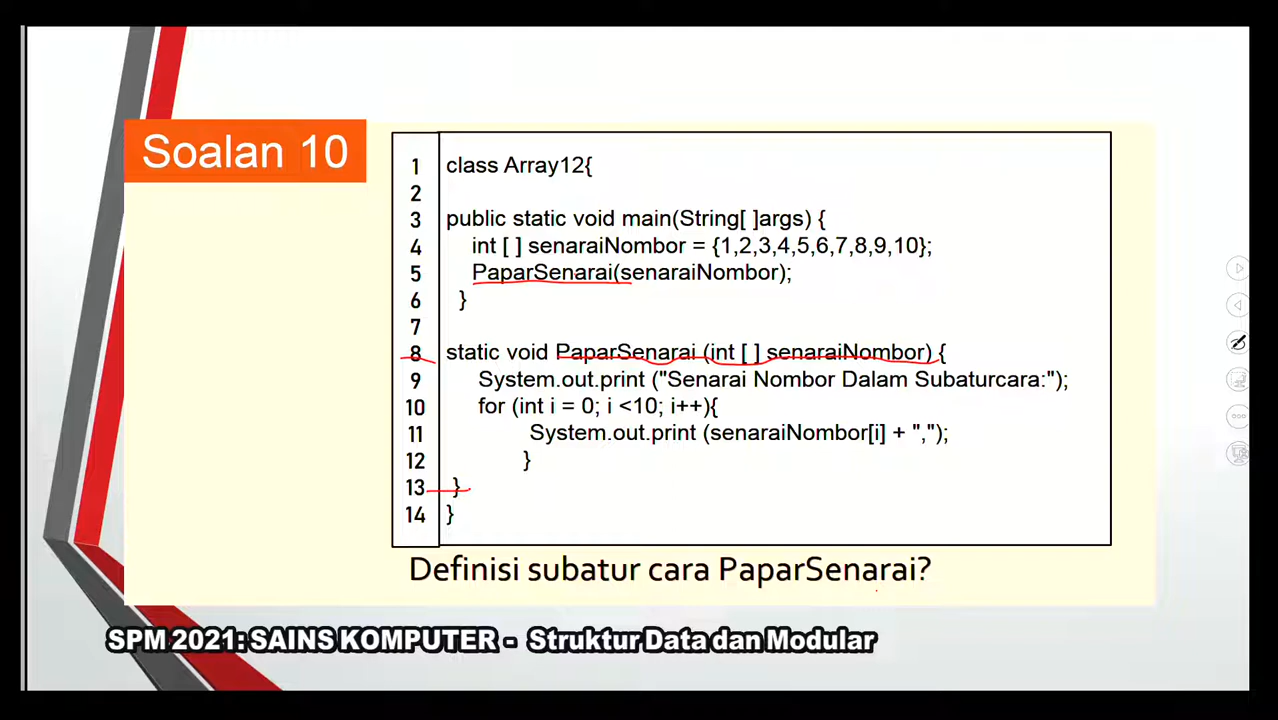 Soalan 10
1 class Array12{
2
3 public static void main(String[ ]args) {
4 int [ ] senaraiNombor = {1,2,3,4,5,6,7,8,9,10};
5 PaparSenarai(senaraiNombor);
6 }
7
8 static void PaparSenarai (int [ ] senaraiNombor) {
9 System.out.print ("Senarai Nombor Dalam Subaturcara:");
10 for (int i = 0; i <10; i++){
11 System.out.print (senaraiNombor[i] + ",");
12 }
13 }
14 }
Definisi subatur cara PaparSenarai?
SPM 2021: SAINS KOMPUTER - Struktur Data dan Modular